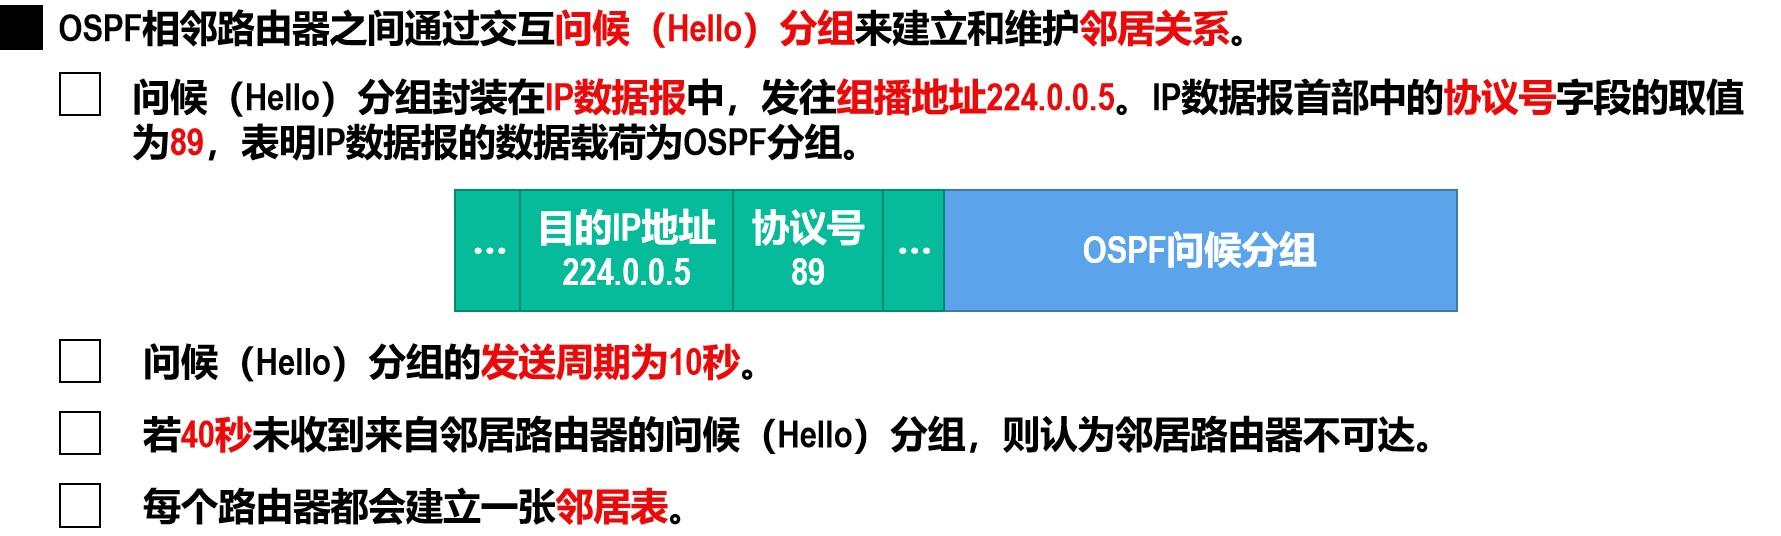 OSPF相邻路由器之间通过交互问候（Hello）分组来建立和维护邻居关系。
问候（Hello）分组封装在IP数据报中，发往组播地址224.0.0.5。IP数据报首部中的协议号字段的取值
为89，表明IP数据报的数据载荷为OSPF分组。
… 目的IP地址 协议号 … OSPF问候分组
224.0.0.5 89
问候（Hello）分组的发送周期为10秒。
若40秒未收到来自邻居路由器的问候（Hello）分组，则认为邻居路由器不可达。
每个路由器都会建立一张邻居表。